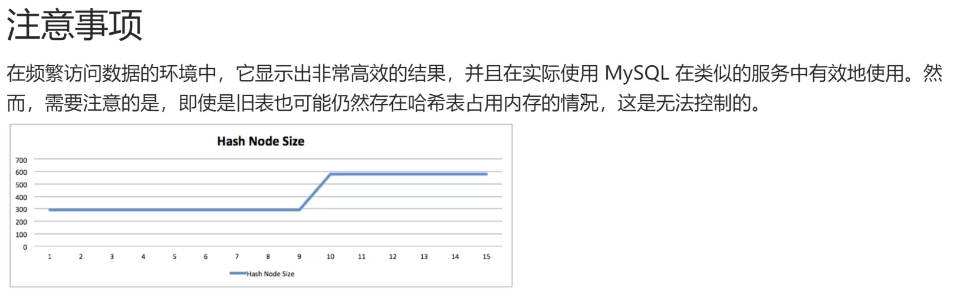 注意事项
在频繁访问数据的环境中，它显示出非常高效的结果，并且在实际使用 MySQL 在类似的服务中有效地使用。然
而，需要注意的是，即使是旧表也可能仍然存在哈希表占用内存的情况，这是无法控制的。
Hash Node Size
700
600
500
400
300
200
100
0
1 2 3 4 5 6 7 8 9 10 11 12 13 14 15
Hash Node Size